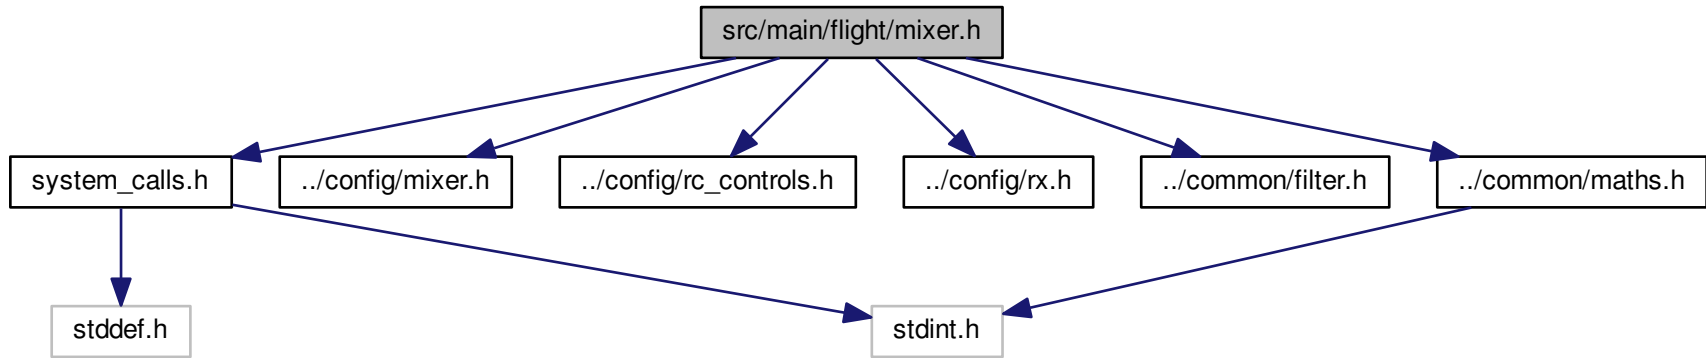 src/main/flight/mixer.h
system_calls.h
../config/mixer.h
../config/rc_controls.h
../config/rx.h
../common/filter.h
../common/maths.h
stddef.h
stdint.h